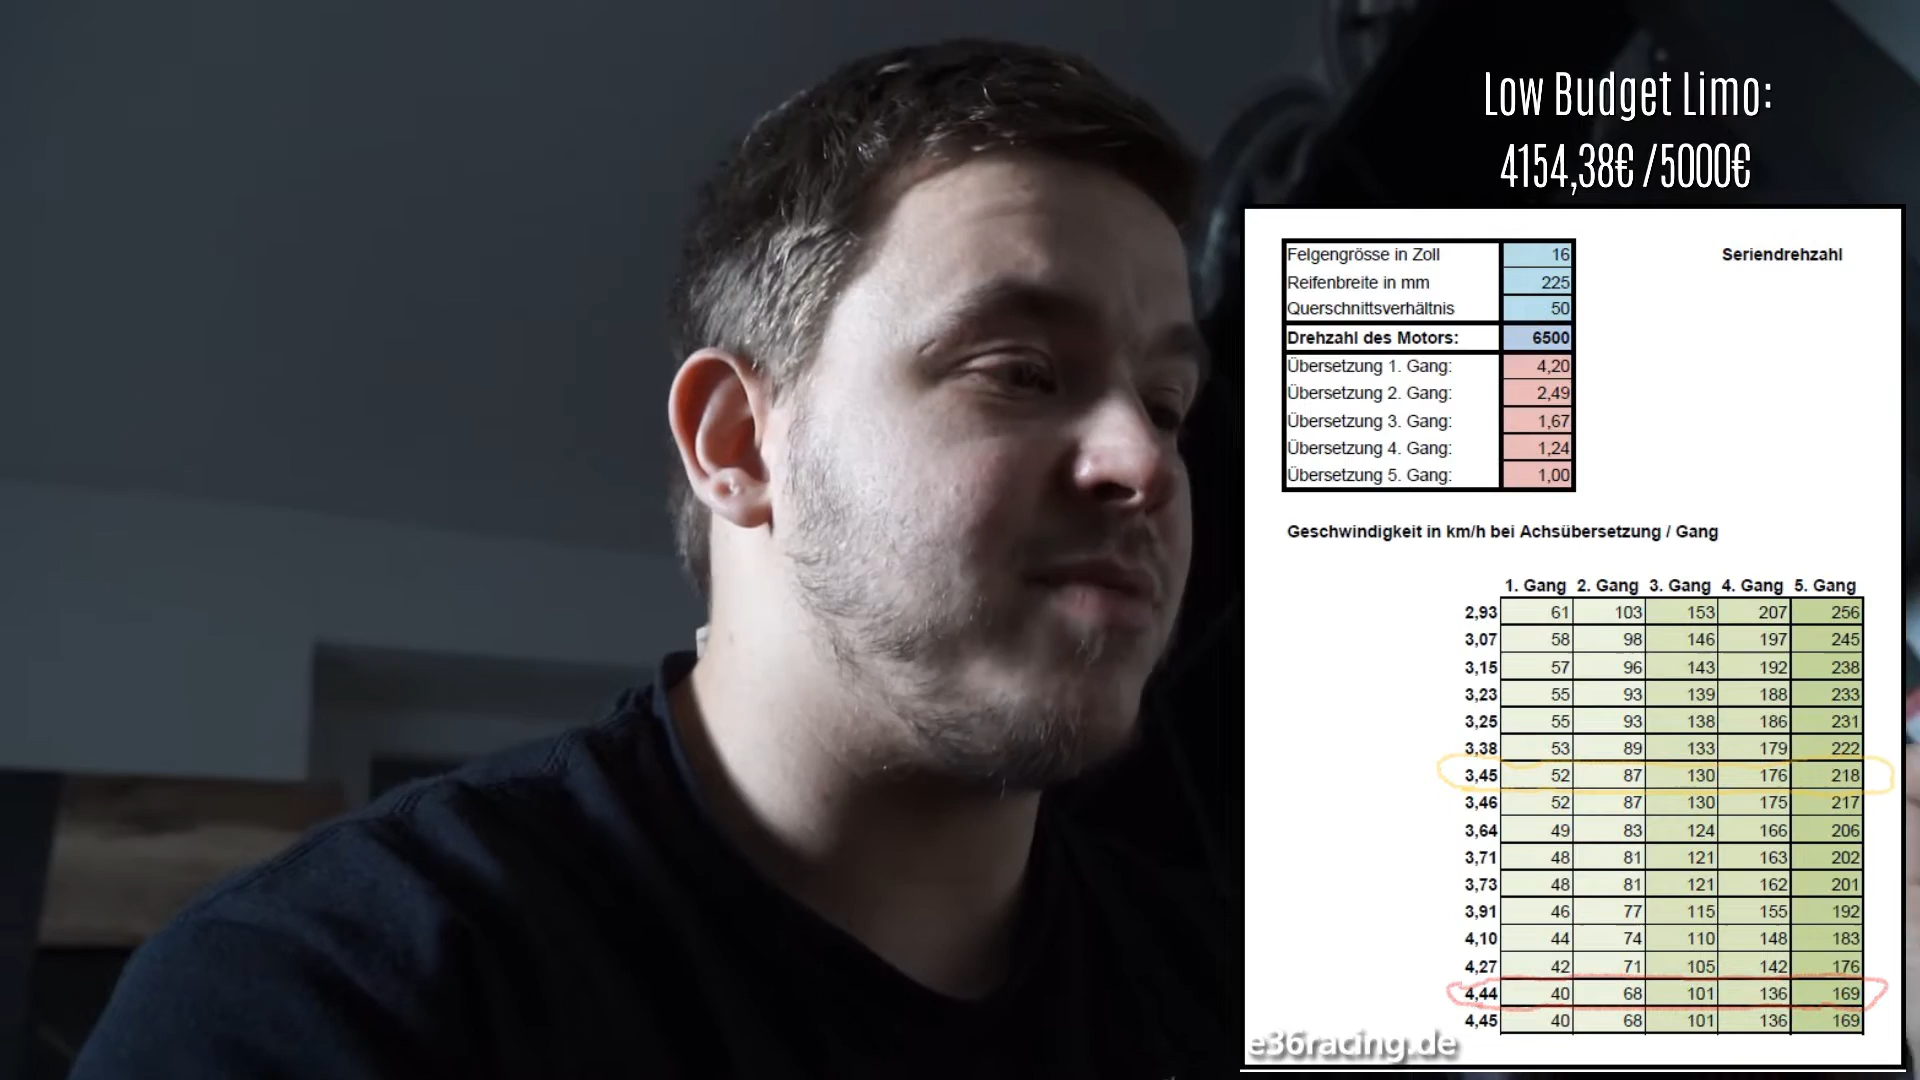 Low Budget Limo:
4154,38€ /5000€
Felgengrösse in Zoll 16 Seriendrehzahl
Reifenbreite in mm 225
Querschnittsverhältnis 50
Drehzahl des Motors: 6500
Übersetzung 1. Gang: 4,20
Übersetzung 2. Gang: 2,49
Übersetzung 3. Gang: 1,67
Übersetzung 4. Gang: 1,24
Übersetzung 5. Gang: 1,00
Geschwindigkeit in km/h bei Achsübersetzung / Gang
1. Gang 2. Gang 3. Gang 4. Gang 5. Gang
2,93 61 103 153 207 256
3,07 58 98 146 197 245
3,15 57 96 143 192 238
3,23 55 93 139 188 233
3,25 55 93 138 186 231
3,38 53 89 133 179 222
3,45 52 87 130 176 218
3,46 52 87 130 175 217
3,64 49 83 124 166 206
3,71 48 81 121 163 202
3,73 48 81 121 162 201
3,91 46 77 115 155 192
4,10 44 74 110 148 183
4,27 42 71 105 142 176
4,44 40 68 101 136 169
4,45 40 68 101 136 169
e36racing.de